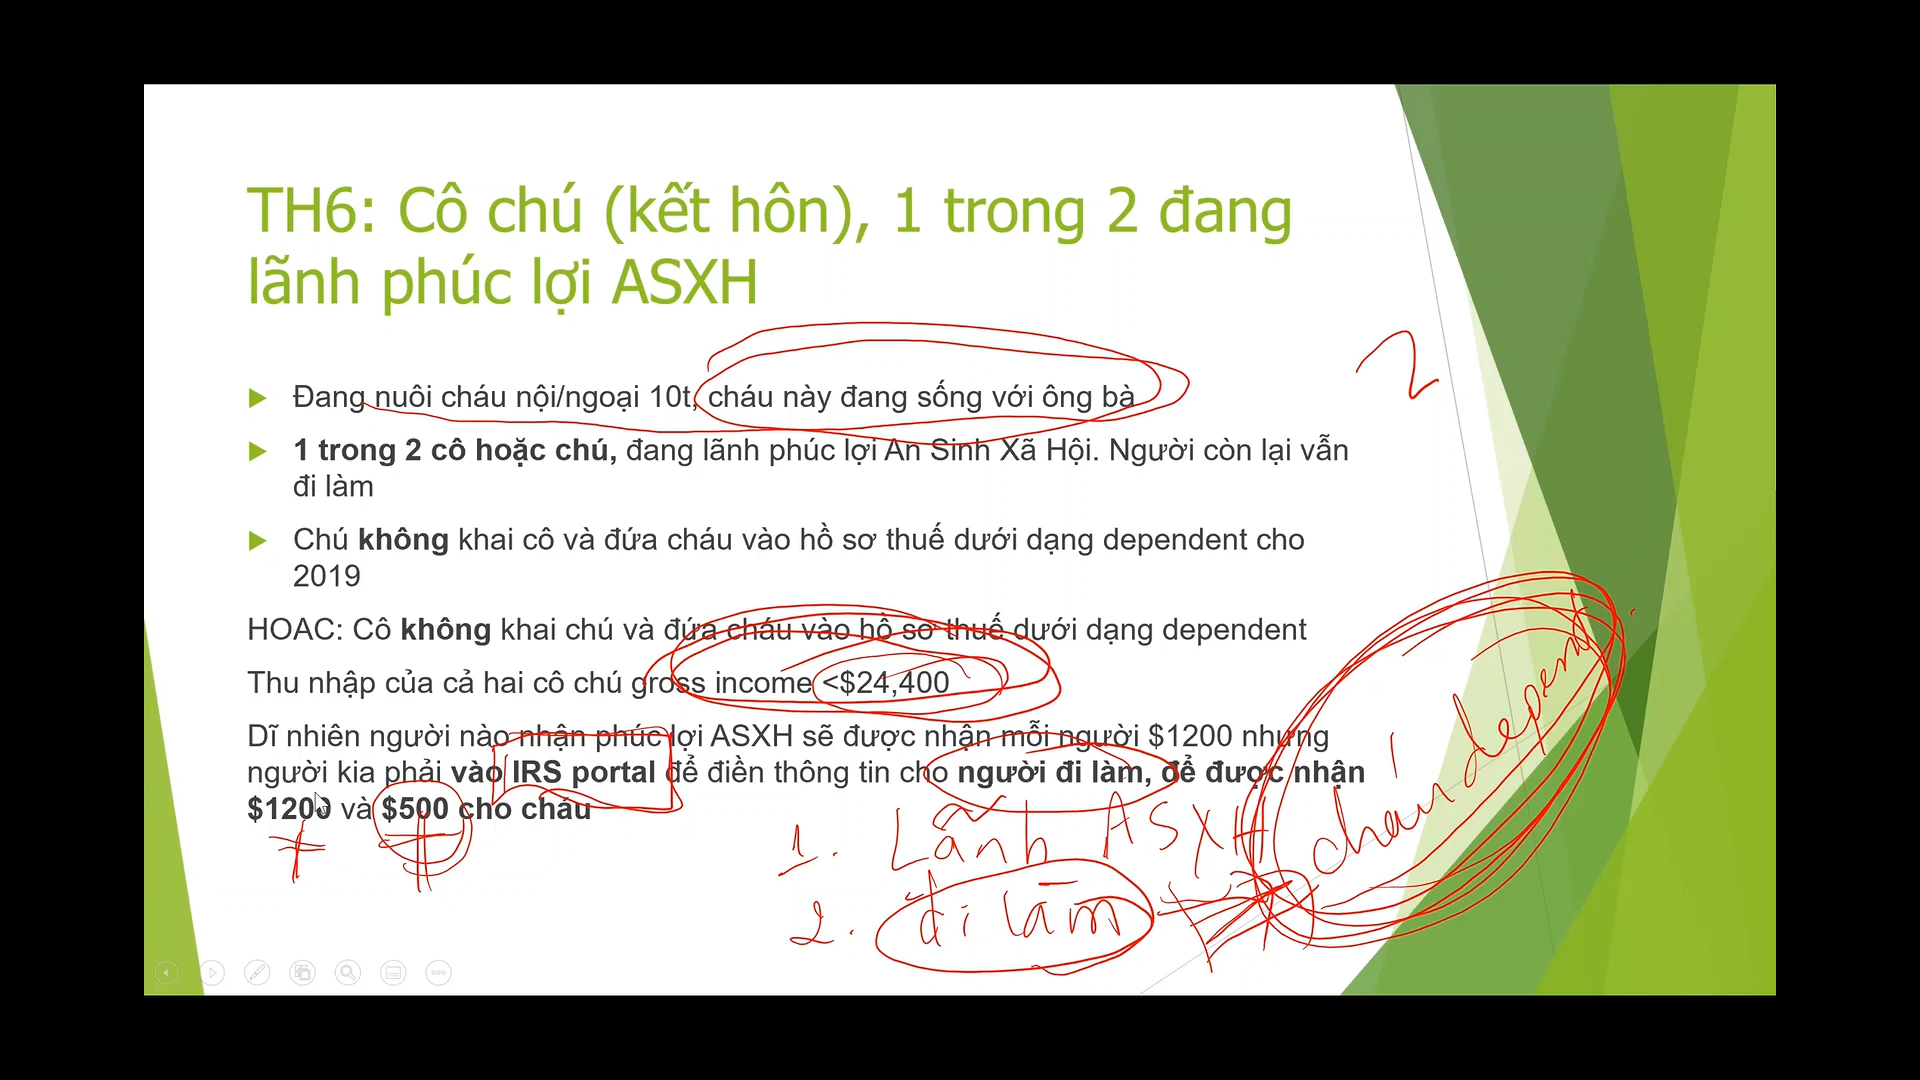 TH6: Cô chú (kết hôn), 1 trong 2 đang
lãnh phúc lợi ASXH
2
Đang nuôi cháu nội/ngoại 10t, cháu này đang sống với ông bà
1 trong 2 cô hoặc chú, đang lãnh phúc lợi An Sinh Xã Hội. Người còn lại vẫn
đi làm
Chú không khai cô và đứa cháu vào hồ sơ thuế dưới dạng dependent cho
2019
HOAC: Cô không khai chú và đứa cháu vào hồ sơ thuế dưới dạng dependent
Thu nhập của cả hai cô chú gross income <$24,400
Dĩ nhiên người nào nhận phúc lợi ASXH sẽ được nhận mỗi người $1200 nhưng
người kia phải vào IRS portal để điền thông tin cho người đi làm, để được nhận
$1200 và $500 cho cháu
1. Lãnh ASXH
2. đi làm
cháu depent